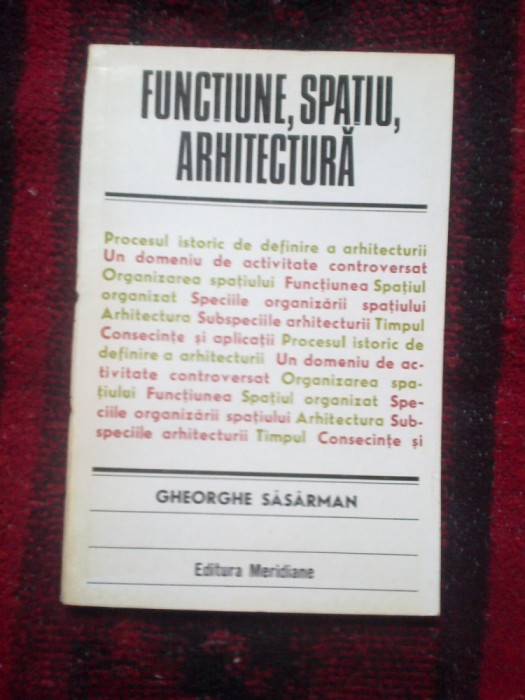 FUNCȚIUNE, SPAȚIU,
ARHITECTURĂ
Procesul istoric de definire a arhitecturii
Un domeniu de activitate controversat
Organizarea spațiului Funcțiunea Spațiul
organizat Speciile organizării spațiului
Arhitectura Subspeciile arhitecturii Timpul
Consecințe și aplicații Procesul istoric de
definire a arhitecturii Un domeniu de ac-
tivitate controversat Organizarea spa-
țiului Funcțiunea Spațiul organizat Spe-
ciile organizării spațiului Arhitectura Sub-
speciile arhitecturii Timpul Consecințe și
GHEORGHE SĂSĂRMAN
Editura Meridiane